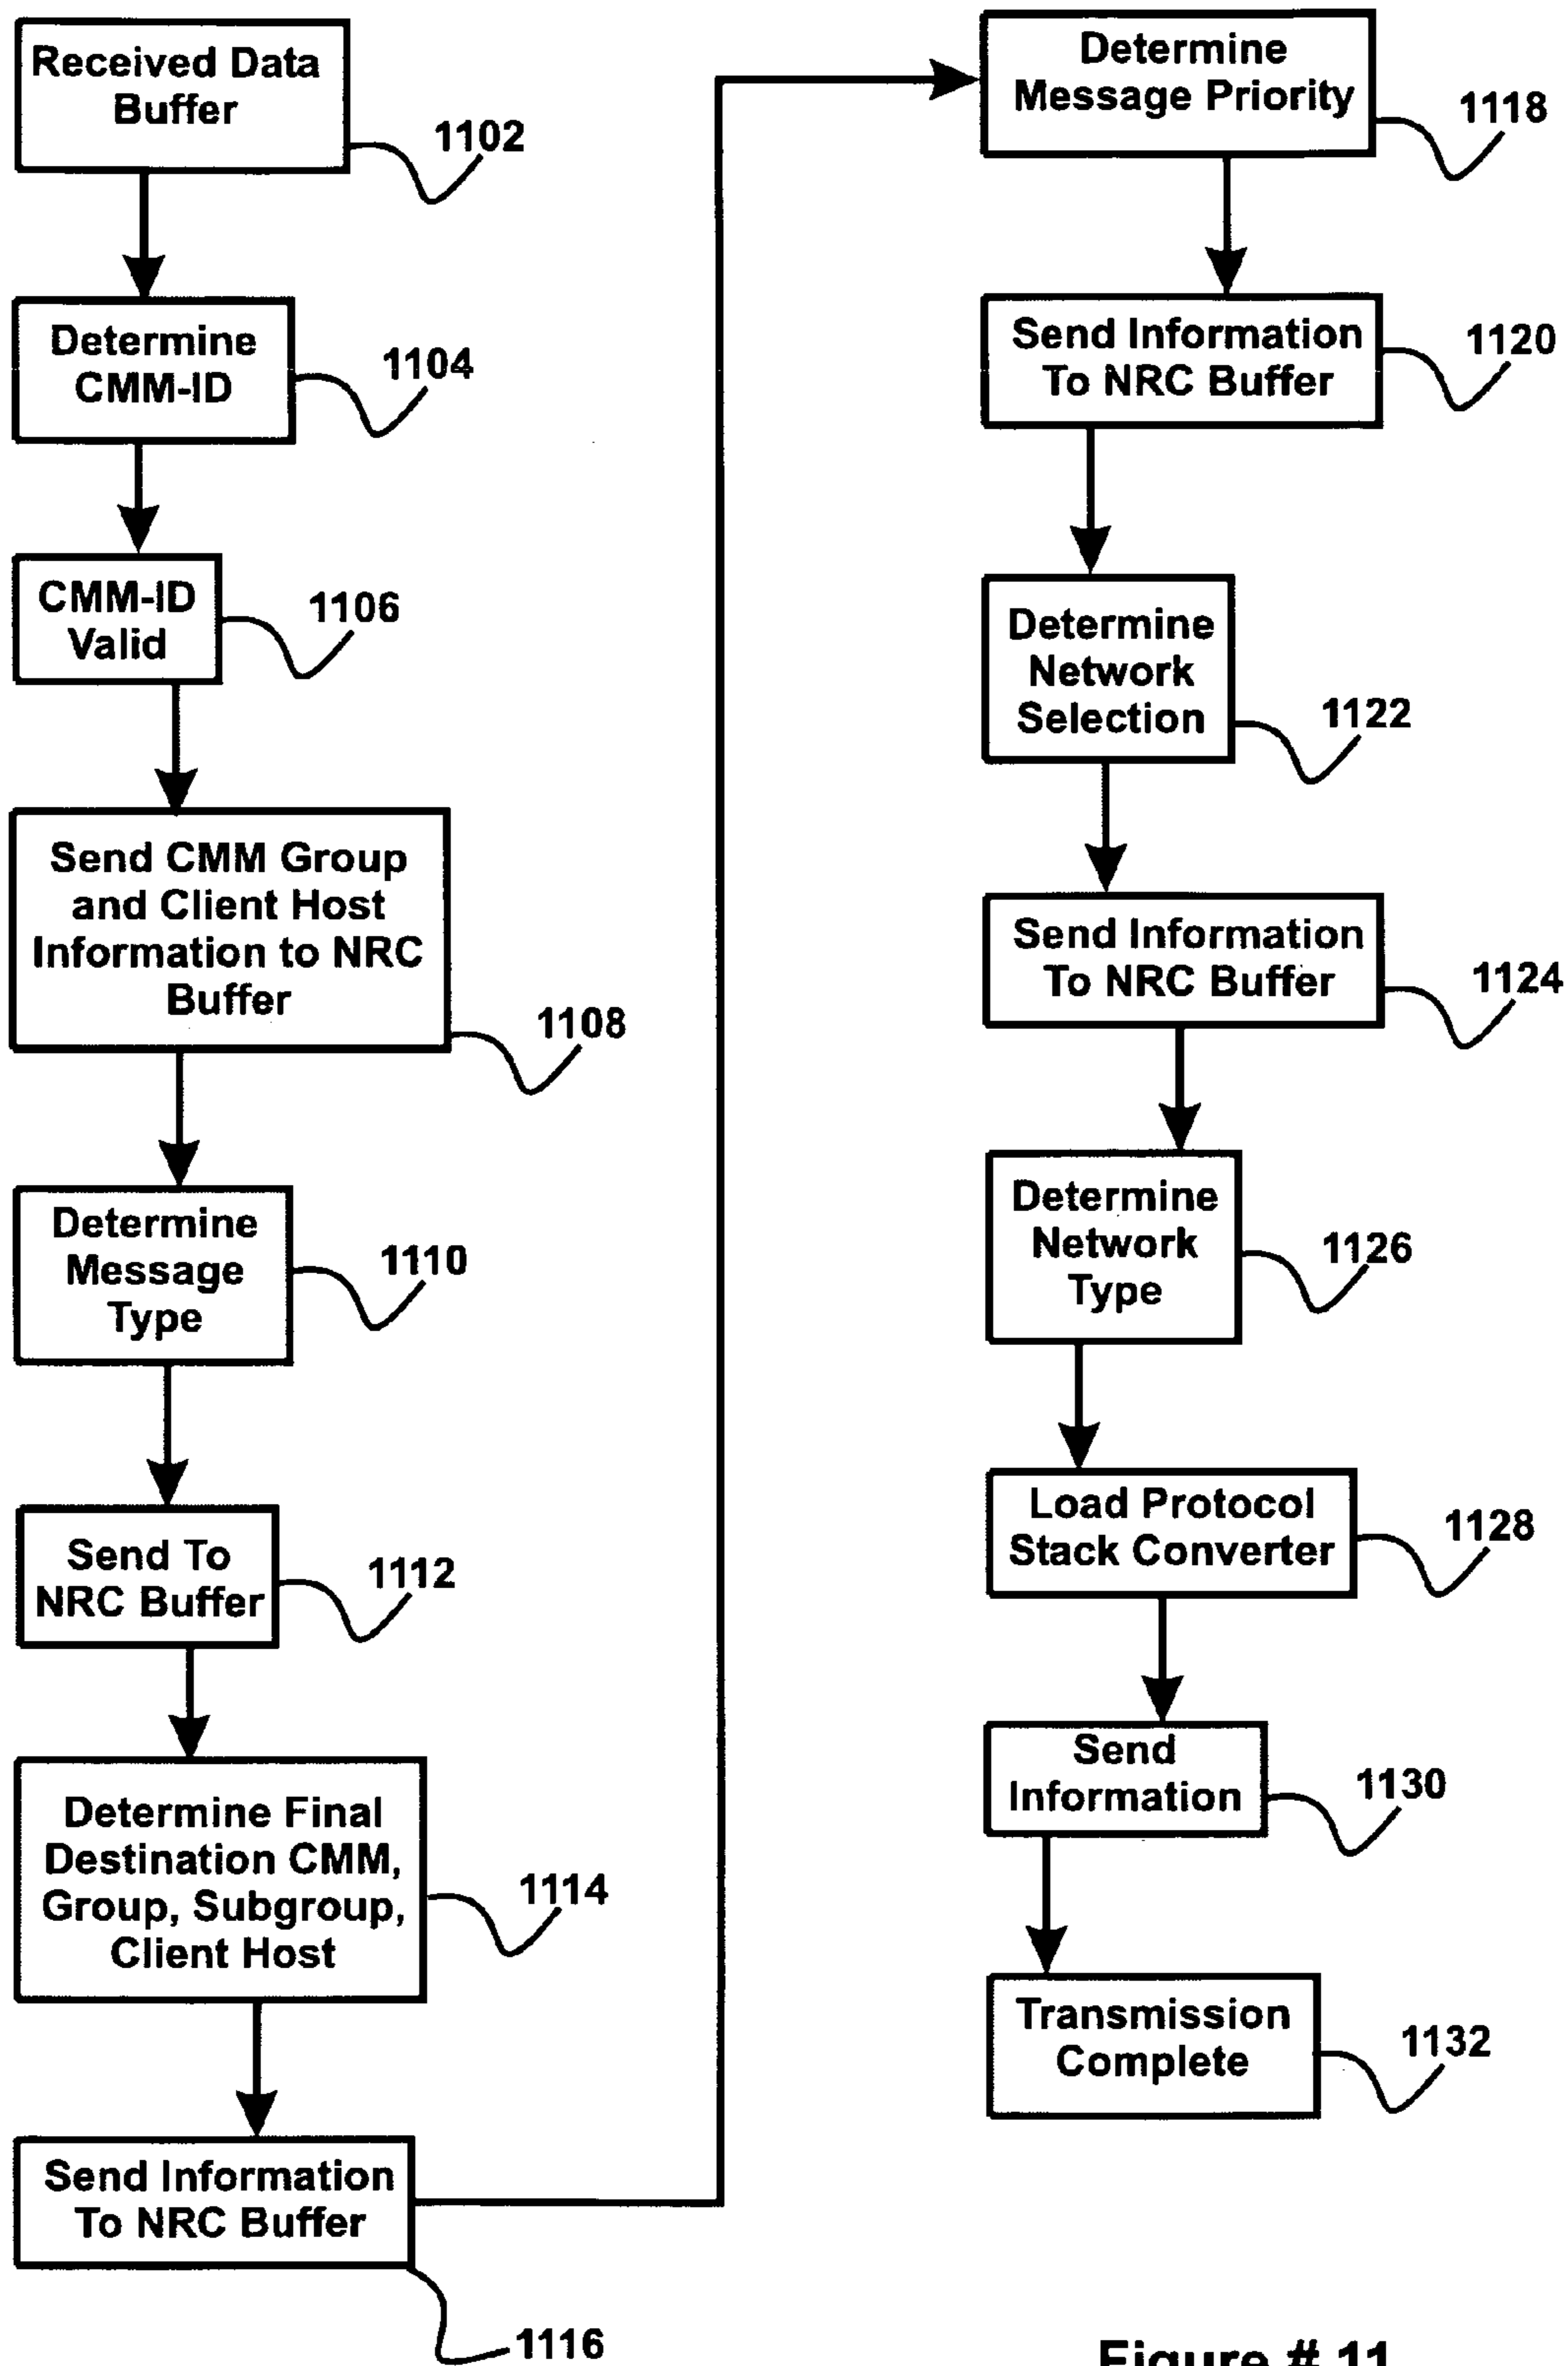 Received Data
Buffer
1102
Determine
CMM-ID
1104
CMM-ID
Valid
1106
Send CMM Group
and Client Host
Information to NRC
Buffer
1108
Determine
Message
Type
1110
Send To
NRC Buffer
1112
Determine Final
Destination CMM,
Group, Subgroup,
Client Host
1114
Send Information
To NRC Buffer
1116
Determine
Message Priority
1118
Send Information
To NRC Buffer
1120
Determine
Network
Selection
1122
Send Information
To NRC Buffer
1124
Determine
Network
Type
1126
Load Protocol
Stack Converter
1128
Send
Information
1130
Transmission
Complete
1132
Figure # 11